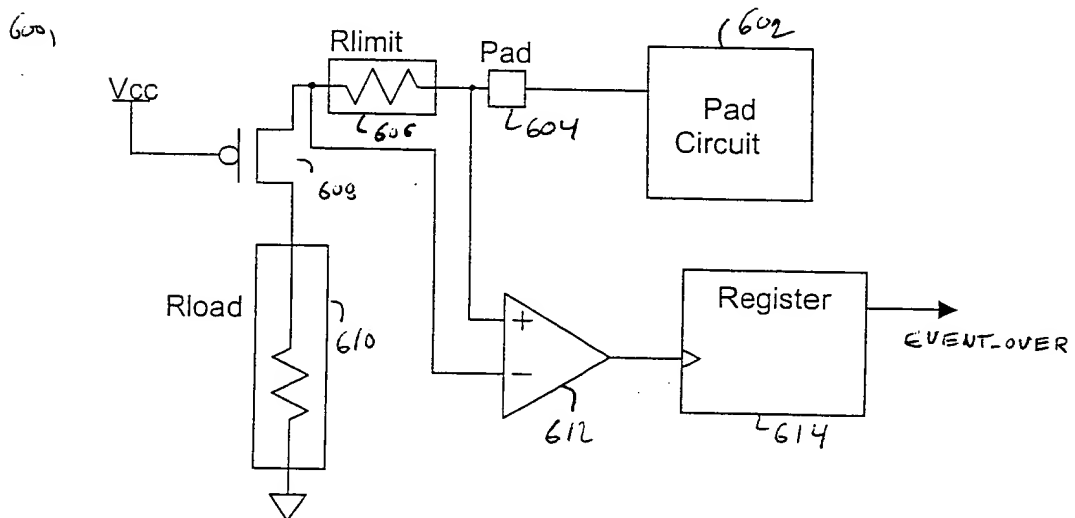 600
602
Rlimit
Pad
Vcc
606
604
Pad
Circuit
608
Rload
610
+
−
Register
EVENT_OVER
612
614